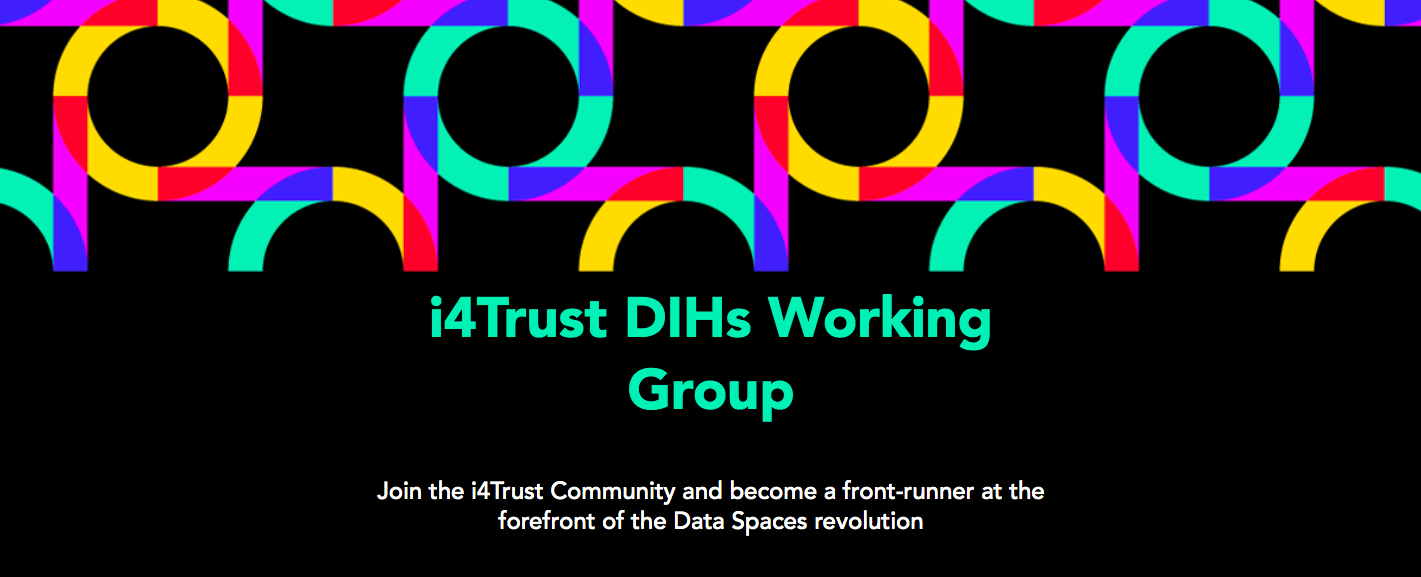 i4Trust DIHs Working
Group
Join the i4Trust Community and become a front-runner at the
forefront of the Data Spaces revolution